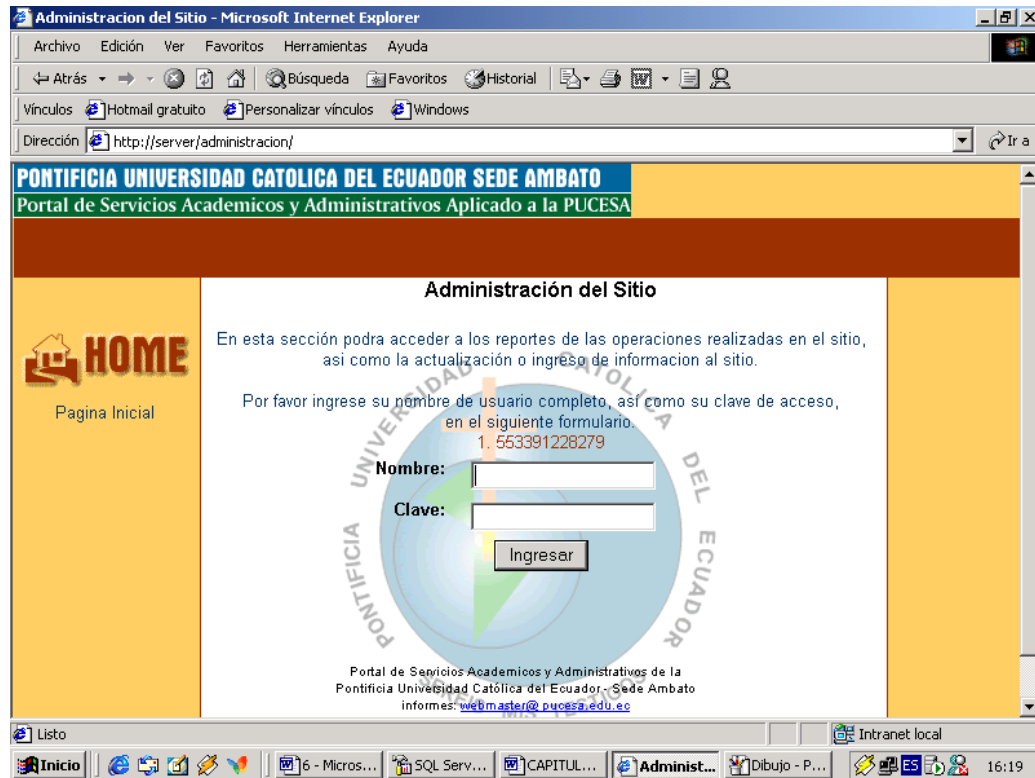 Administracion del Sitio - Microsoft Internet Explorer
Archivo Edición Ver Favoritos Herramientas Ayuda
Atrás Búsqueda Favoritos Historial
Vínculos Hotmail gratuito Personalizar vínculos Windows
Dirección http://server/administracion/ Ir a
PONTIFICIA UNIVERSIDAD CATOLICA DEL ECUADOR SEDE AMBATO
Portal de Servicios Academicos y Administrativos Aplicado a la PUCESA
Administración del Sitio
HOME
Pagina Inicial
En esta sección podra acceder a los reportes de las operaciones realizadas en el sitio,
asi como la actualización o ingreso de informacion al sitio.
Por favor ingrese su nombre de usuario completo, así como su clave de acceso,
en el siguiente formulario.
1. 553391228279
Nombre:
Clave:
Ingresar
PONTIFICIA UNIVERSIDAD CATOLICA DEL ECUADOR
SEREIS MIS TESTIGOS
Portal de Servicios Academicos y Administrativos de la
Pontificia Universidad Católica del Ecuador - Sede Ambato
informes: webmaster@pucesa.edu.ec
Listo Intranet local
Inicio 6 - Micros... SQL Serv... CAPITUL... Administ... Dibujo - P... ES 16:19